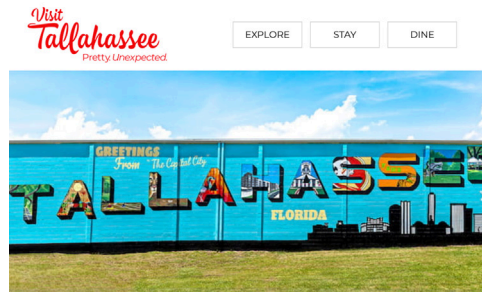 Visit
Tallahassee
Pretty. Unexpected.
EXPLORE
STAY
DINE
GREETINGS
From The Capital City
TALLAHASSEE
FLORIDA